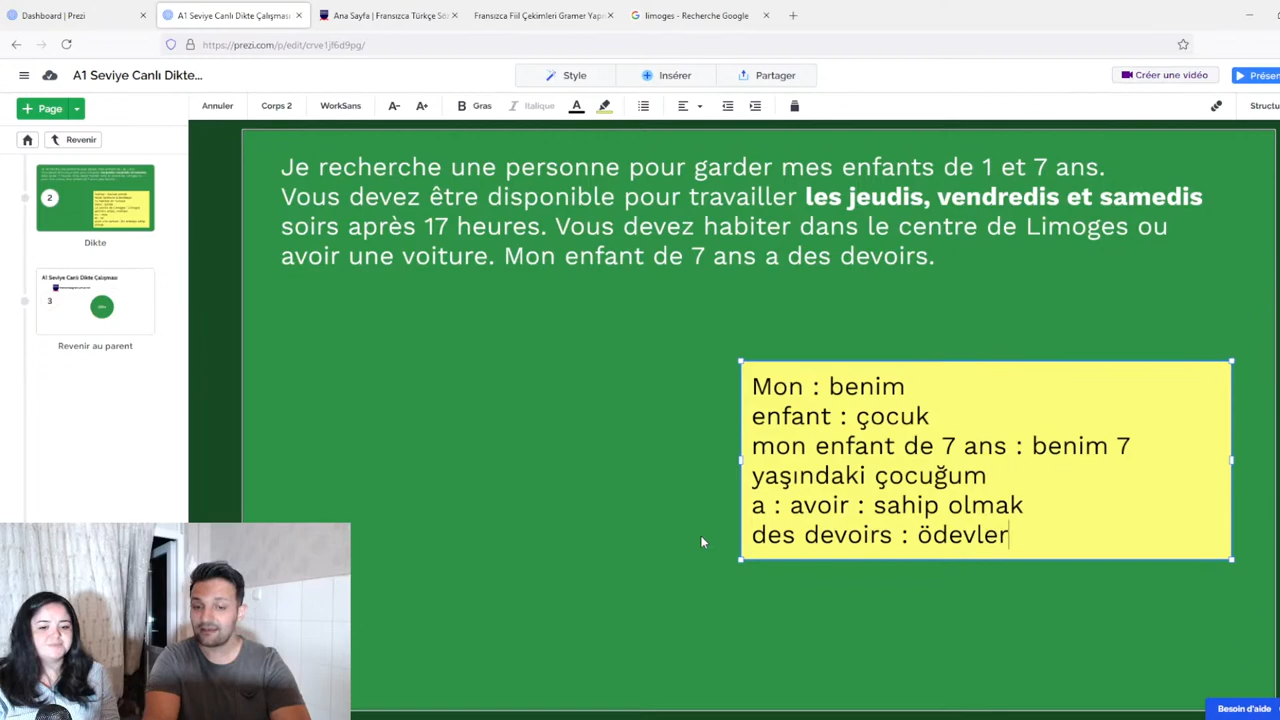 Dashboard | Prezi
A1 Seviye Canlı Dikte Çalışması
Ana Sayfa | Fransızca Türkçe Söz
Fransızca Fiil Çekimleri Gramer Yapı
limoges - Recherche Google
https://prezi.com/p/edit/crve1jf6d9pg/
A1 Seviye Canlı Dikte...
Style
Insérer
Partager
Créer une vidéo
Présen
Page
Annuler
Corps 2
WorkSans
A-
A+
B Gras
I Italique
A
Structu
Revenir
2
Dikte
A1 Seviye Canlı Dikte Çalışması
3
Revenir au parent
Je recherche une personne pour garder mes enfants de 1 et 7 ans.
Vous devez être disponible pour travailler les jeudis, vendredis et samedis
soirs après 17 heures. Vous devez habiter dans le centre de Limoges ou
avoir une voiture. Mon enfant de 7 ans a des devoirs.
Mon : benim
enfant : çocuk
mon enfant de 7 ans : benim 7
yaşındaki çocuğum
a : avoir : sahip olmak
des devoirs : ödevler
Besoin d'aide